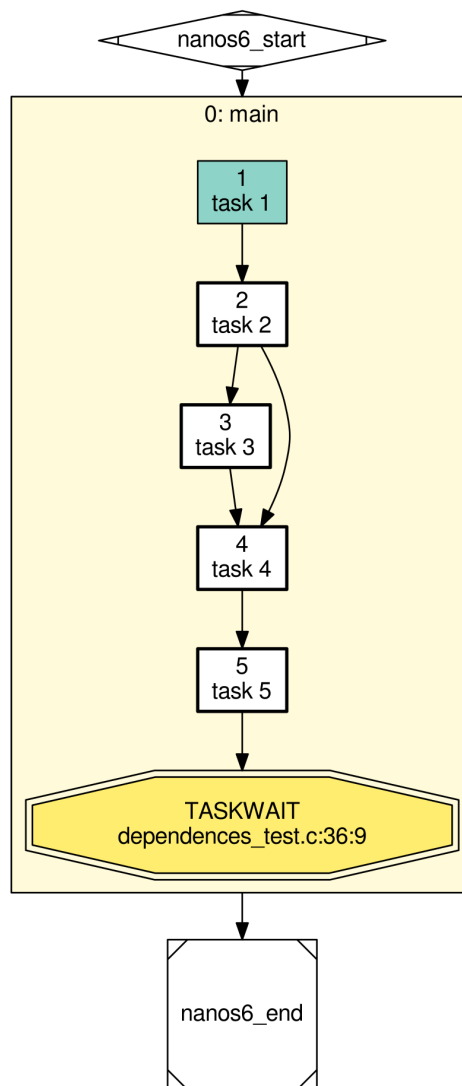 nanos6_start
0: main
1
task 1
2
task 2
3
task 3
4
task 4
5
task 5
TASKWAIT
dependences_test.c:36:9
nanos6_end